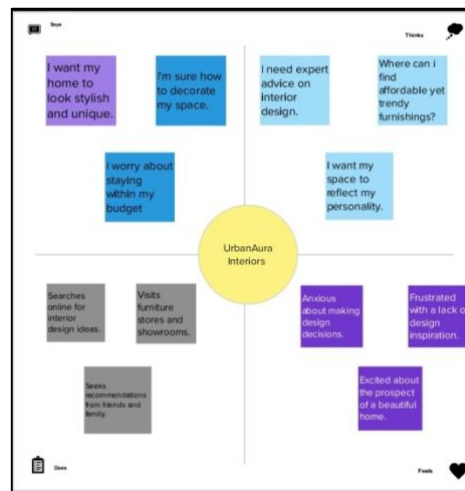 Says
Thinks
I want my
home to
look stylish
and unique.
I'm sure how
to decorate
my space.
I worry about
staying
within my
budget
I need expert
advice on
interior
design.
Where can i
find
affordable yet
trendy
furnishings?
I want my
space to
reflect my
personality.
UrbanAura
Interiors
Searches
online for
interior
design ideas.
Visits
furniture
stores and
showrooms.
Seeks
recommendations
from friends and
family.
Anxious
about making
design
decisions.
Frustrated
with a lack o
design
inspiration.
Excited about
the prospect
of a beautiful
home.
Does
Feels